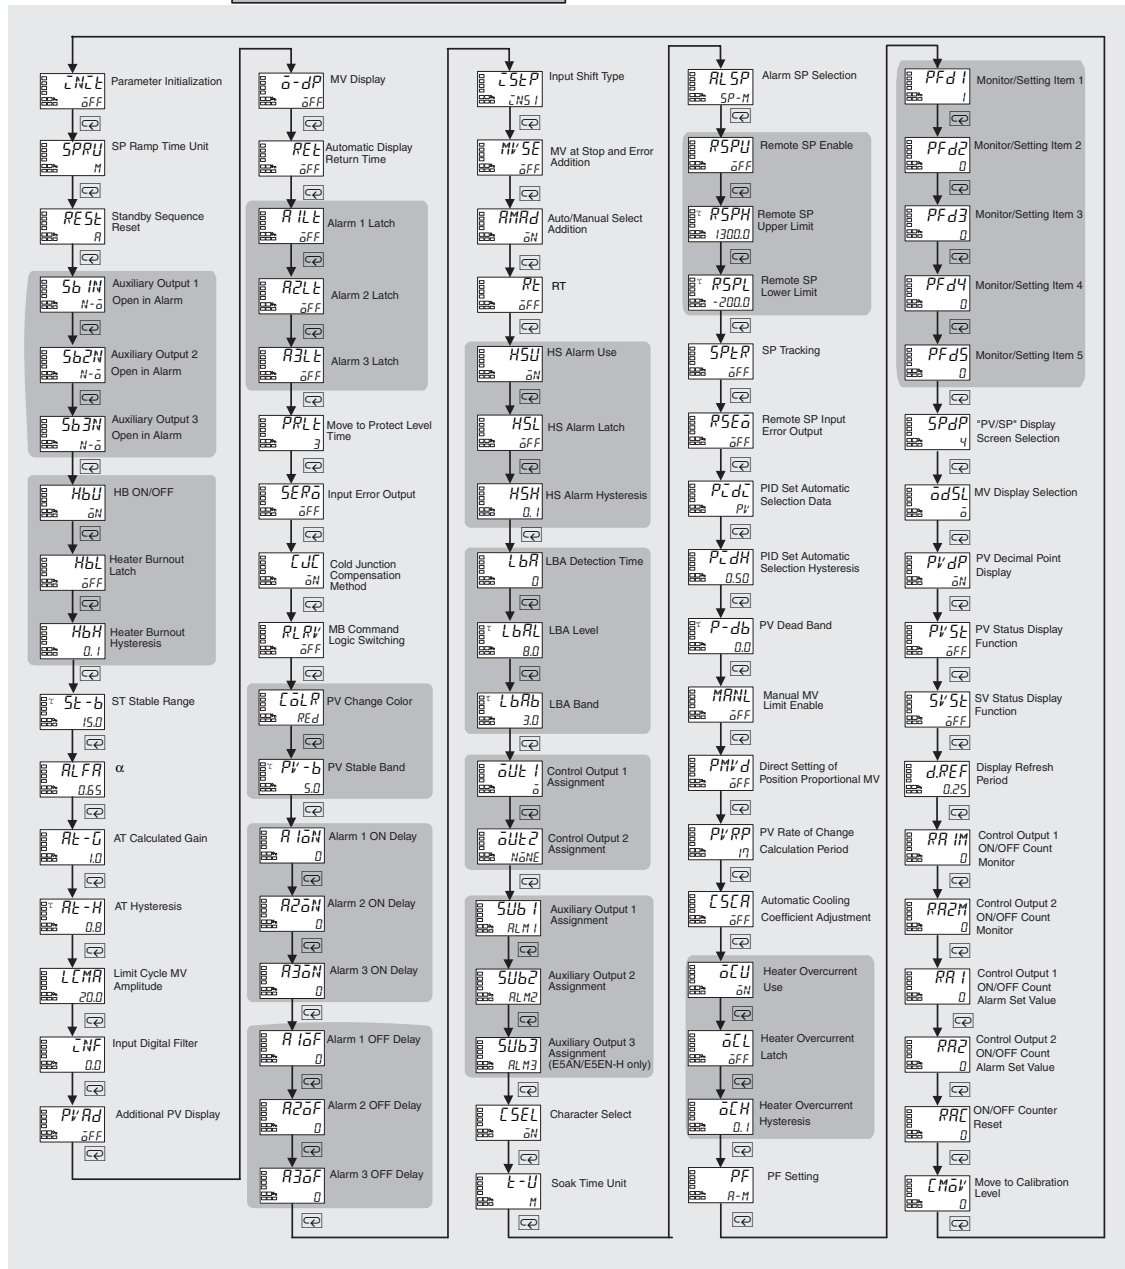 INIT
OFF
Parameter Initialization
SPRU
M
SP Ramp Time Unit
REST
A
Standby Sequence
Reset
Sb1N
N-o
Auxiliary Output 1
Open in Alarm
Sb2N
N-o
Auxiliary Output 2
Open in Alarm
Sb3N
N-o
Auxiliary Output 3
Open in Alarm
HbU
ON
HB ON/OFF
HbL
OFF
Heater Burnout
Latch
HbH
0.1
Heater Burnout
Hysteresis
St-b
15.0
ST Stable Range
ALFA
0.65
α
At-G
1.0
AT Calculated Gain
At-H
0.8
AT Hysteresis
LCMA
20.0
Limit Cycle MV
Amplitude
INF
0.0
Input Digital Filter
PVAd
OFF
Additional PV Display
o-dP
OFF
MV Display
REt
OFF
Automatic Display
Return Time
A1Lt
OFF
Alarm 1 Latch
A2Lt
OFF
Alarm 2 Latch
A3Lt
OFF
Alarm 3 Latch
PRLt
3
Move to Protect Level
Time
SERo
OFF
Input Error Output
CJC
ON
Cold Junction
Compensation
Method
RLRV
OFF
MB Command
Logic Switching
CoLR
REd
PV Change Color
PV-b
5.0
PV Stable Band
A1oN
0
Alarm 1 ON Delay
A2oN
0
Alarm 2 ON Delay
A3oN
0
Alarm 3 ON Delay
A1oF
0
Alarm 1 OFF Delay
A2oF
0
Alarm 2 OFF Delay
A3oF
0
Alarm 3 OFF Delay
iStP
INS1
Input Shift Type
MVSE
OFF
MV at Stop and Error
Addition
AMAd
ON
Auto/Manual Select
Addition
Rt
OFF
RT
HSU
ON
HS Alarm Use
HSL
OFF
HS Alarm Latch
HSH
0.1
HS Alarm Hysteresis
LbA
0
LBA Detection Time
LbAL
8.0
LBA Level
LbAb
3.0
LBA Band
oUt1
o
Control Output 1
Assignment
oUt2
NoNE
Control Output 2
Assignment
SUb1
ALM1
Auxiliary Output 1
Assignment
SUb2
ALM2
Auxiliary Output 2
Assignment
SUb3
ALM3
Auxiliary Output 3
Assignment
(E5AN/E5EN-H only)
CSEL
ON
Character Select
t-U
M
Soak Time Unit
ALSP
SP-M
Alarm SP Selection
RSPU
OFF
Remote SP Enable
RSPH
1300.0
Remote SP
Upper Limit
RSPL
-200.0
Remote SP
Lower Limit
SPtR
OFF
SP Tracking
RSEo
OFF
Remote SP Input
Error Output
Pidi
PV
PID Set Automatic
Selection Data
PidH
0.50
PID Set Automatic
Selection Hysteresis
P-db
0.0
PV Dead Band
MANL
OFF
Manual MV
Limit Enable
PMVd
OFF
Direct Setting of
Position Proportional MV
PVRP
17
PV Rate of Change
Calculation Period
CSCA
OFF
Automatic Cooling
Coefficient Adjustment
oCU
ON
Heater Overcurrent
Use
oCL
OFF
Heater Overcurrent
Latch
oCH
0.1
Heater Overcurrent
Hysteresis
PF
A-M
PF Setting
PFd1
1
Monitor/Setting Item 1
PFd2
0
Monitor/Setting Item 2
PFd3
0
Monitor/Setting Item 3
PFd4
0
Monitor/Setting Item 4
PFd5
0
Monitor/Setting Item 5
SPdP
4
"PV/SP" Display
Screen Selection
odSL
o
MV Display Selection
PVdP
ON
PV Decimal Point
Display
PVSt
OFF
PV Status Display
Function
SVSt
OFF
SV Status Display
Function
d.REF
0.25
Display Refresh
Period
RA1M
0
Control Output 1
ON/OFF Count
Monitor
RA2M
0
Control Output 2
ON/OFF Count
Monitor
RA1
0
Control Output 1
ON/OFF Count
Alarm Set Value
RA2
0
Control Output 2
ON/OFF Count
Alarm Set Value
RAC
0
ON/OFF Counter
Reset
CMoV
0
Move to Calibration
Level